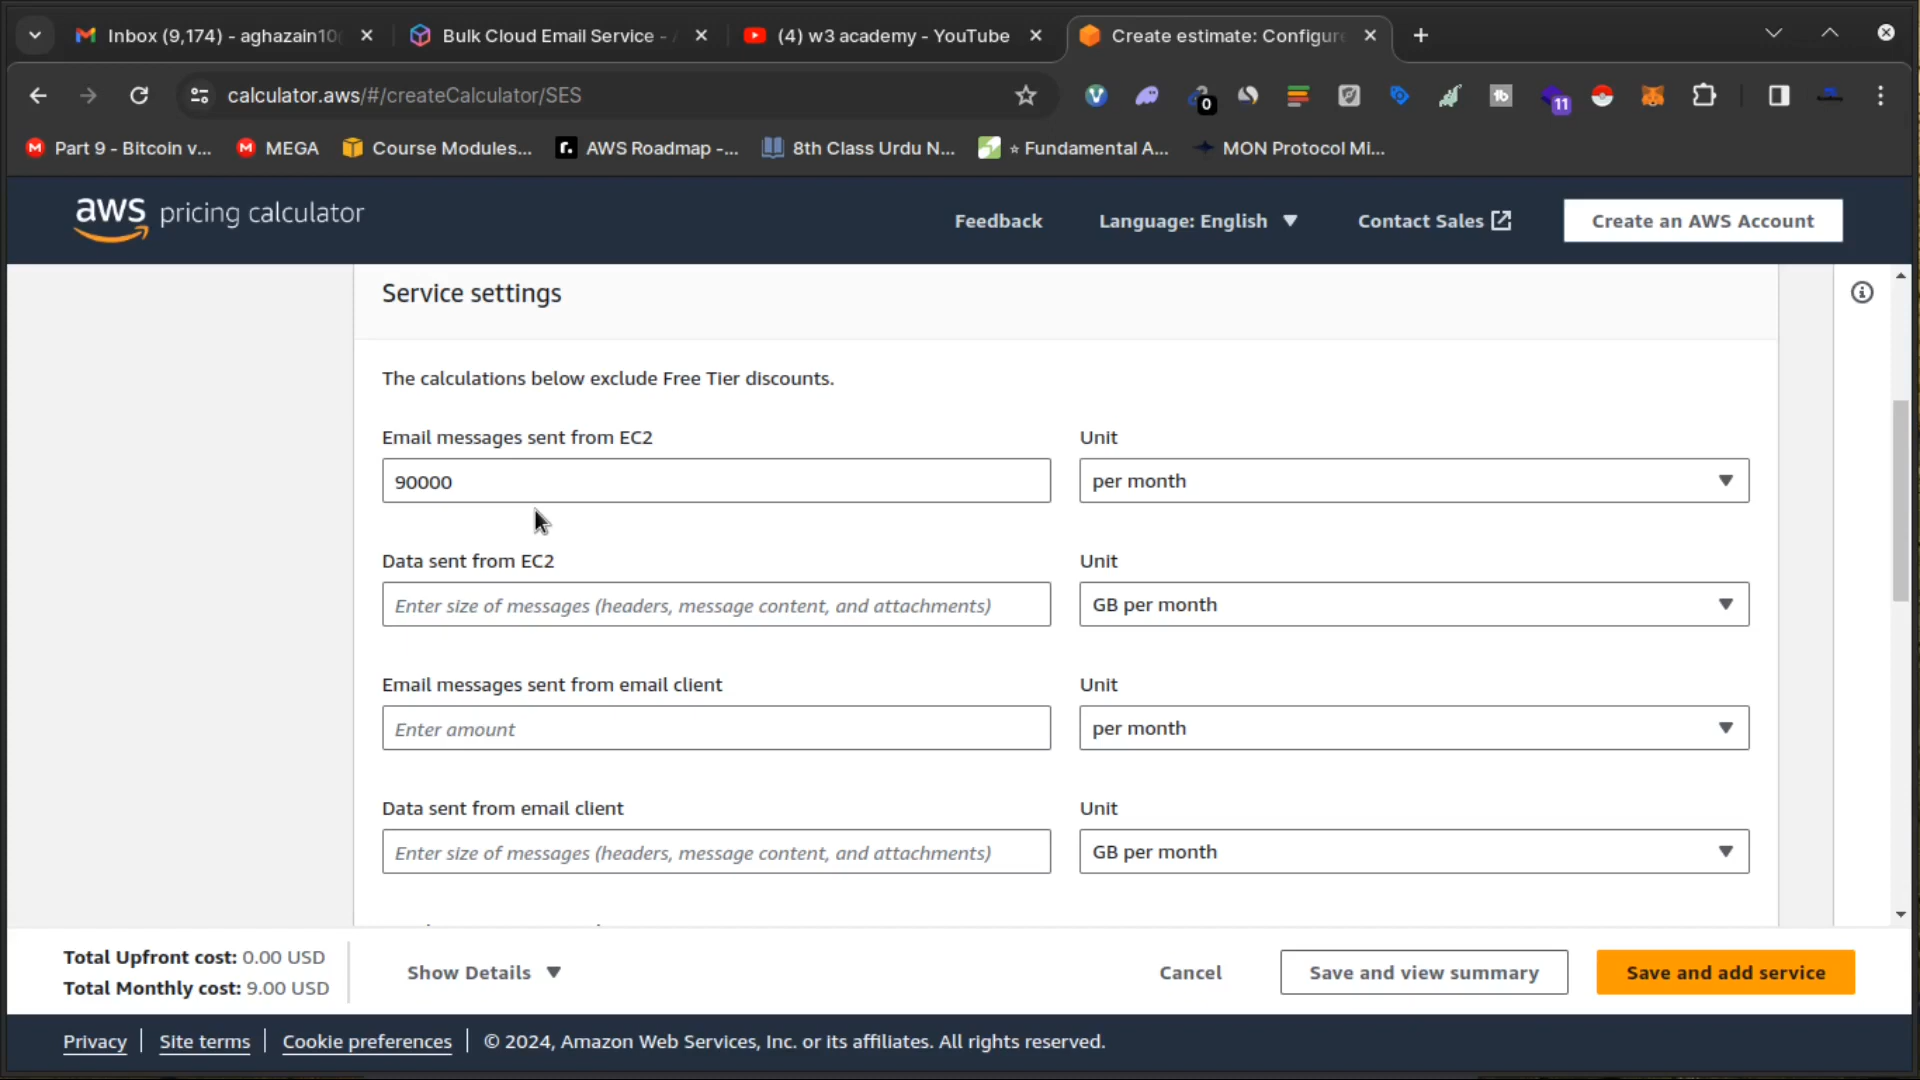 Inbox (9,174) - aghazain10
Bulk Cloud Email Service -
(4) w3 academy - YouTube
Create estimate: Configure
calculator.aws/#/createCalculator/SES
0
11
Part 9 - Bitcoin v...
MEGA
Course Modules...
AWS Roadmap -...
8th Class Urdu N...
☆ Fundamental A...
MON Protocol Mi...
aws pricing calculator
Feedback
Language: English
Contact Sales
Create an AWS Account
Service settings
The calculations below exclude Free Tier discounts.
Email messages sent from EC2
Unit
90000
per month
Data sent from EC2
Unit
Enter size of messages (headers, message content, and attachments)
GB per month
Email messages sent from email client
Unit
Enter amount
per month
Data sent from email client
Unit
Enter size of messages (headers, message content, and attachments)
GB per month
Total Upfront cost: 0.00 USD
Total Monthly cost: 9.00 USD
Show Details
Cancel
Save and view summary
Save and add service
Privacy
Site terms
Cookie preferences
© 2024, Amazon Web Services, Inc. or its affiliates. All rights reserved.